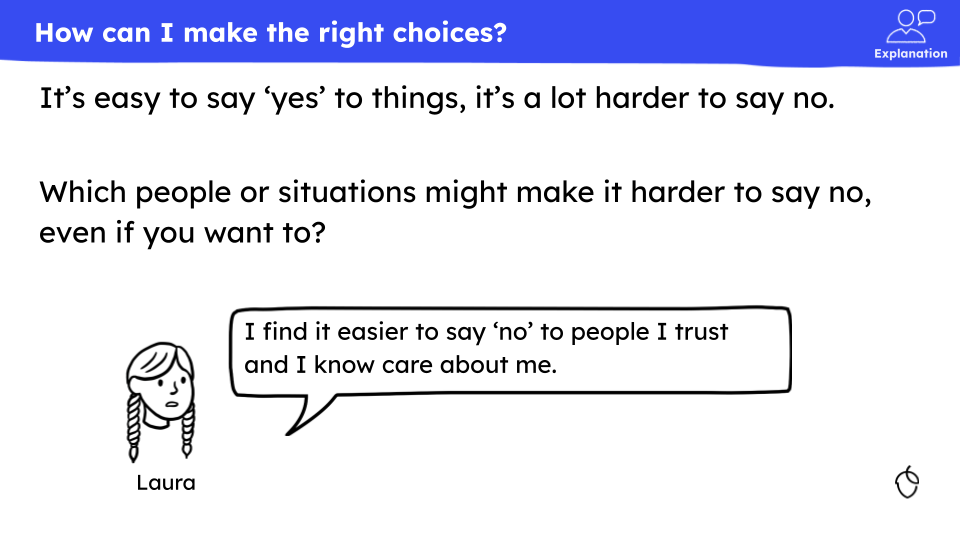 How can I make the right choices?
Explanation
It’s easy to say ‘yes’ to things, it’s a lot harder to say no.
Which people or situations might make it harder to say no,
even if you want to?
I find it easier to say ‘no’ to people I trust
and I know care about me.
Laura